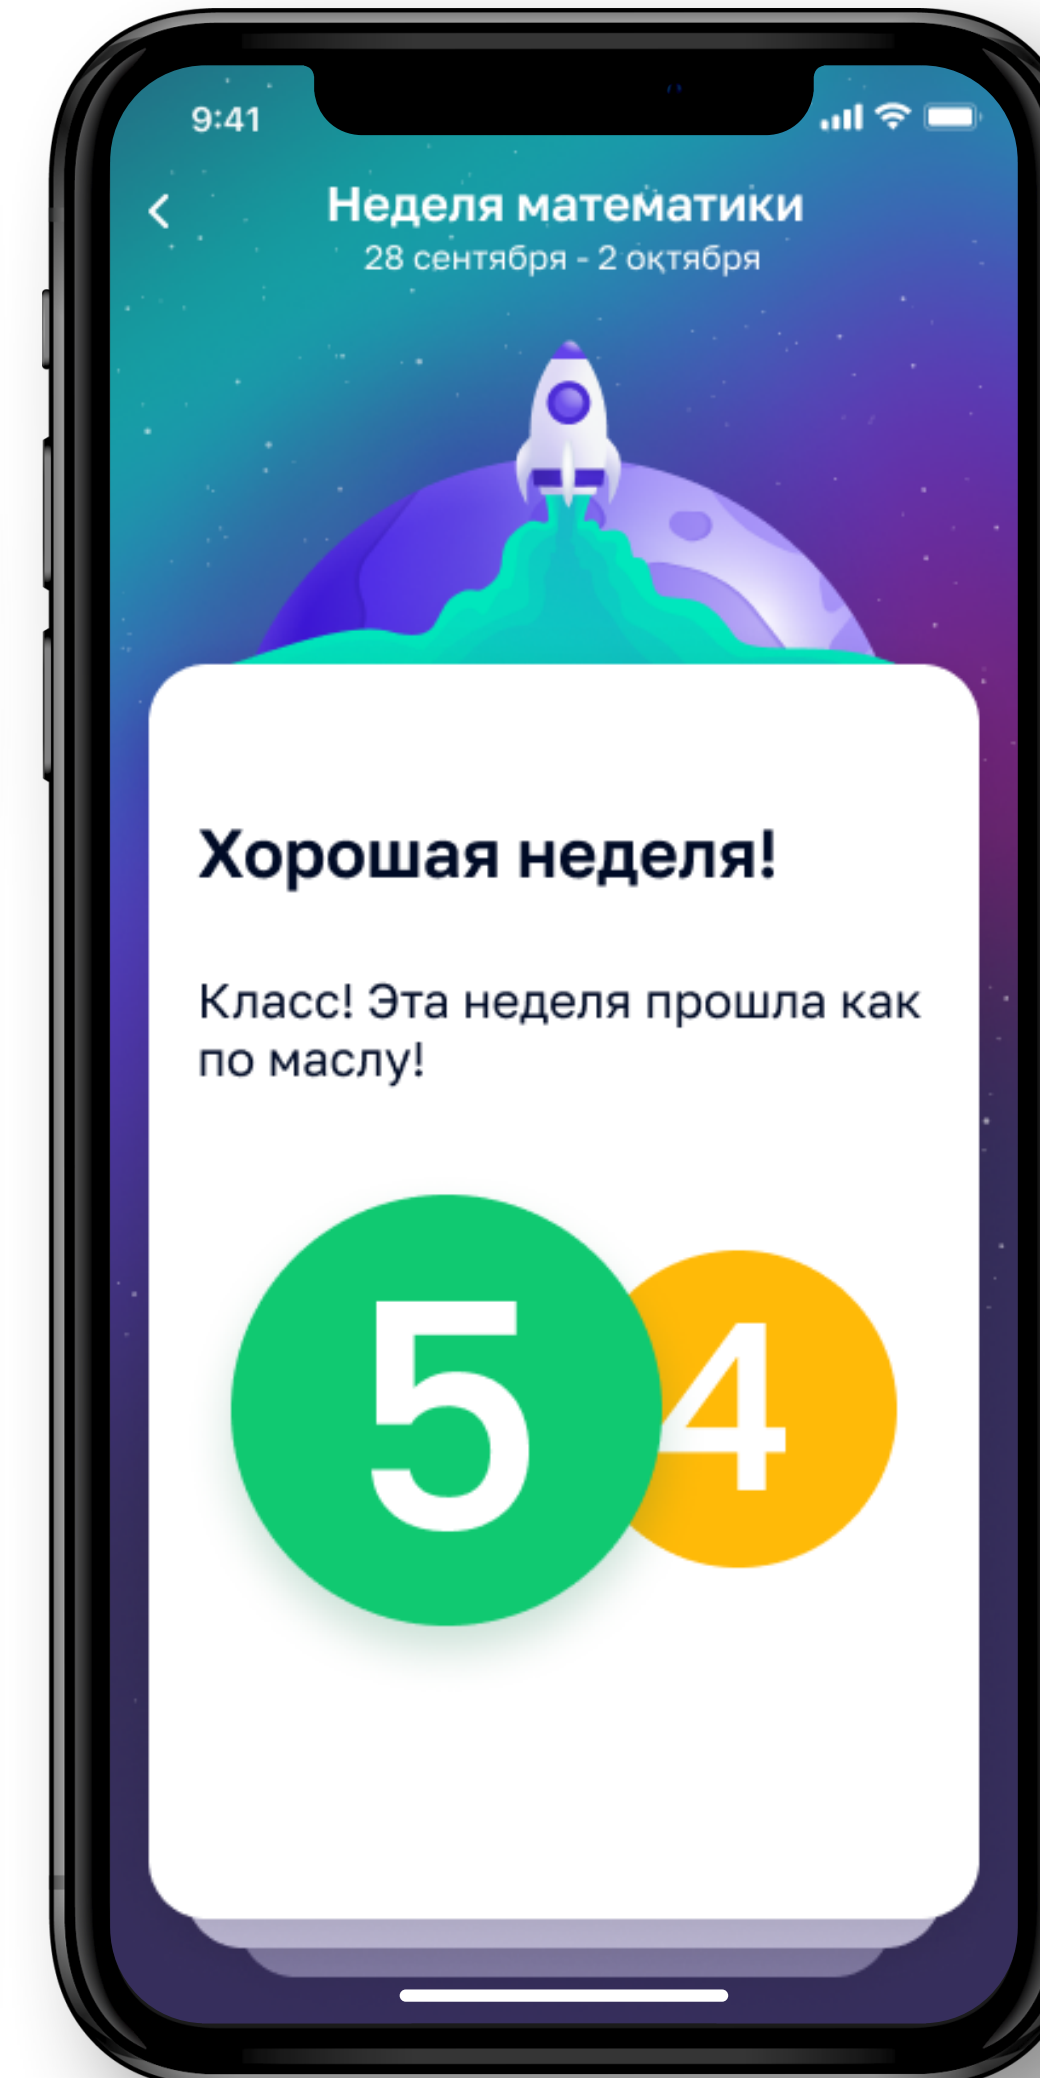 9:41
Неделя математики
28 сентября - 2 октября
Хорошая неделя!
Класс! Эта неделя прошла как
по маслу!
5
4